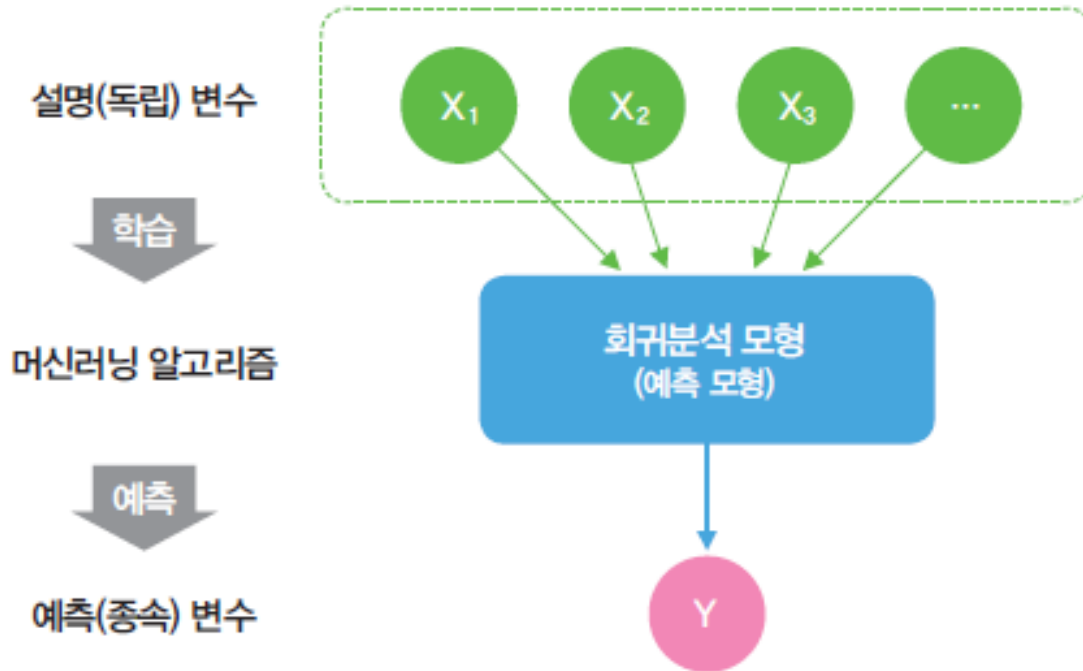 설명(독립) 변수
X₁
X₂
X₃
...
학습
머신러닝 알고리즘
회귀분석 모형
(예측 모형)
예측
예측(종속) 변수
Y